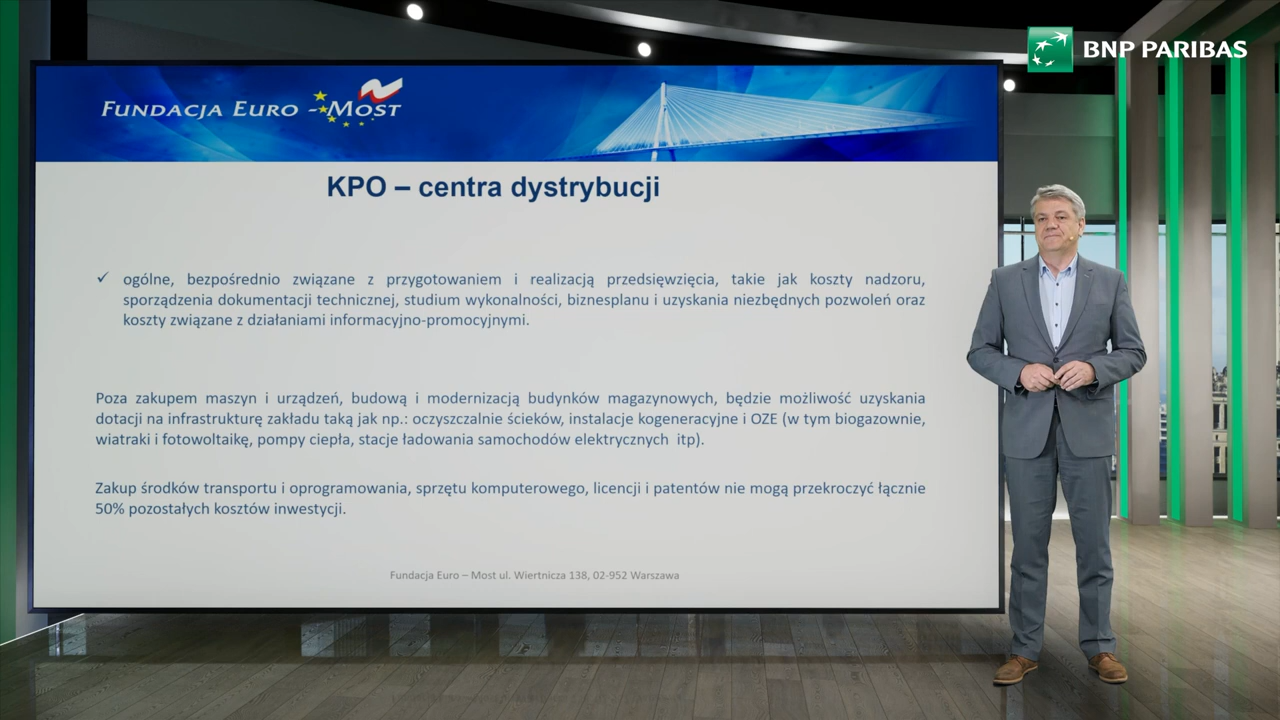 BNP PARIBAS
FUNDACJA EURO - MOST
KPO – centra dystrybucji
✓ ogólne, bezpośrednio związane z przygotowaniem i realizacją przedsięwzięcia, takie jak koszty nadzoru,
sporządzenia dokumentacji technicznej, studium wykonalności, biznesplanu i uzyskania niezbędnych pozwoleń oraz
koszty związane z działaniami informacyjno-promocyjnymi.
Poza zakupem maszyn i urządzeń, budową i modernizacją budynków magazynowych, będzie możliwość uzyskania
dotacji na infrastrukturę zakładu taką jak np.: oczyszczalnie ścieków, instalacje kogeneracyjne i OZE (w tym biogazownie,
wiatraki i fotowoltaikę, pompy ciepła, stacje ładowania samochodów elektrycznych itp).
Zakup środków transportu i oprogramowania, sprzętu komputerowego, licencji i patentów nie mogą przekroczyć łącznie
50% pozostałych kosztów inwestycji.
Fundacja Euro – Most ul. Wiertnicza 138, 02-952 Warszawa